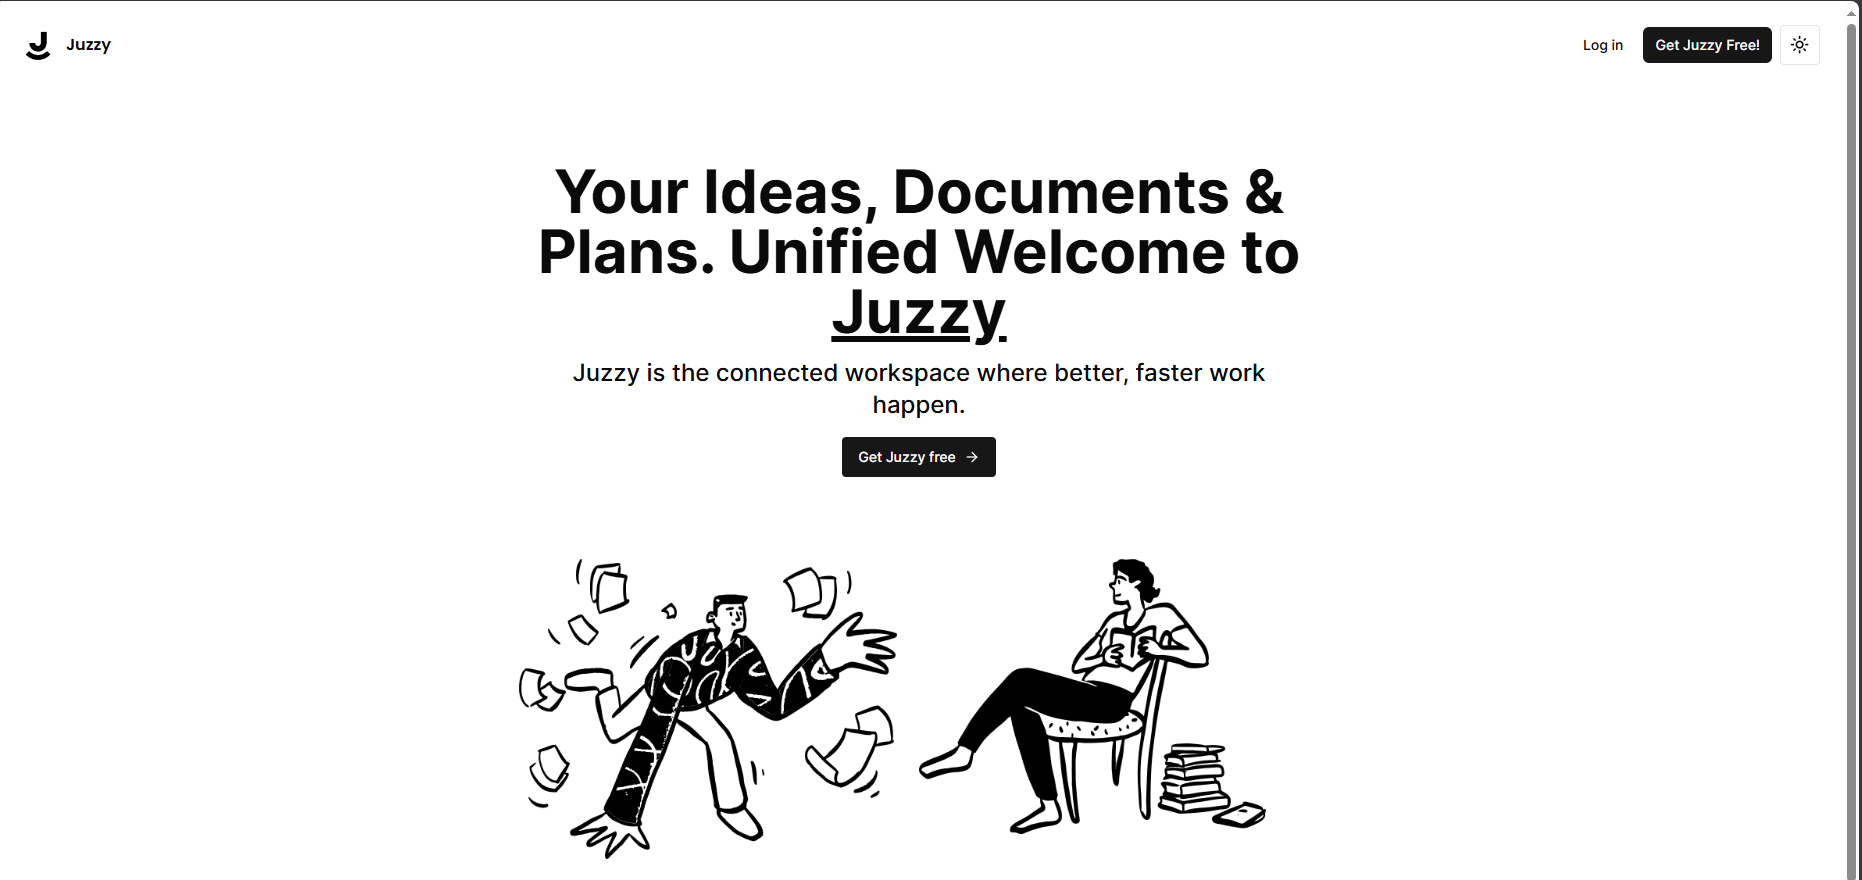 Juzzy
Log in
Get Juzzy Free!
Your Ideas, Documents &
Plans. Unified Welcome to
Juzzy
Juzzy is the connected workspace where better, faster work
happen.
Get Juzzy free